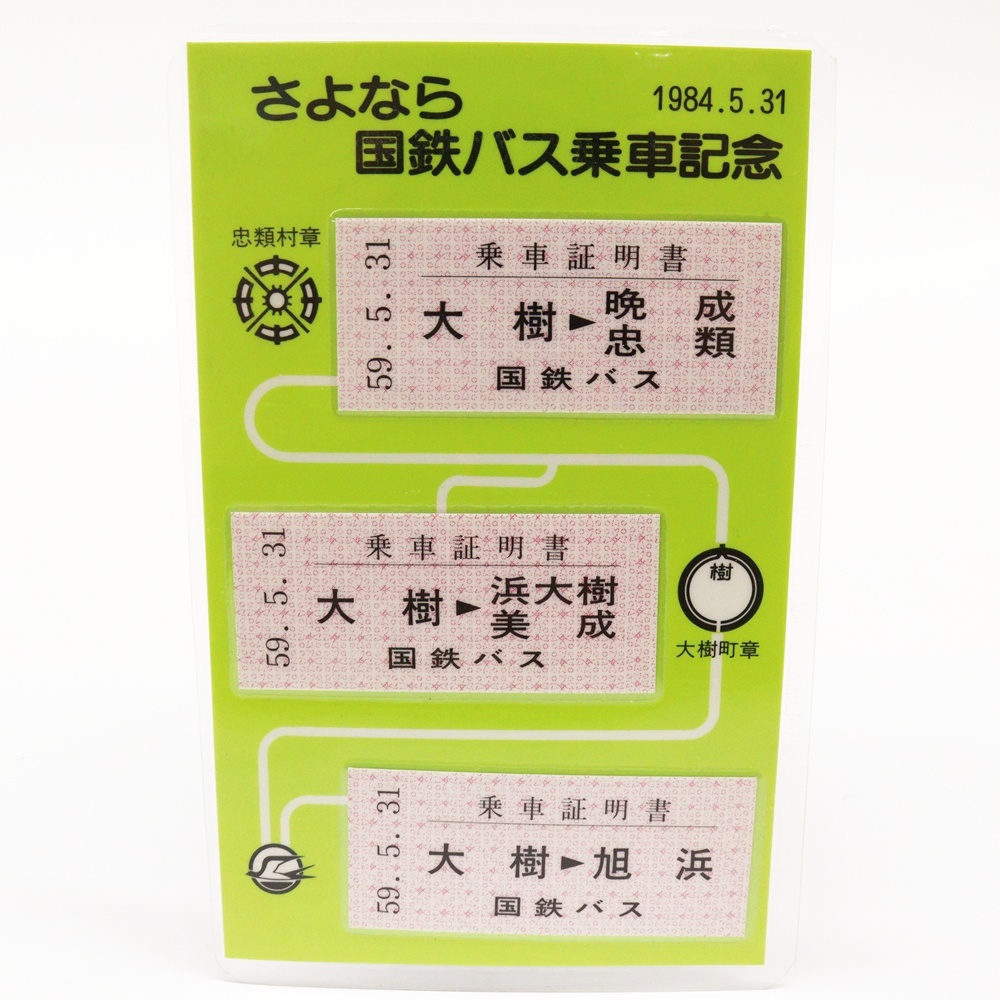 さよなら
1984.5.31
国鉄バス乗車記念
忠類村章
59.5.31
乗車証明書
大樹►晩成
忠類
国鉄バス
59.5.31
乗車証明書
大樹►浜大樹
美成
国鉄バス
樹
大樹町章
59.5.31
乗車証明書
大樹►旭浜
国鉄バス